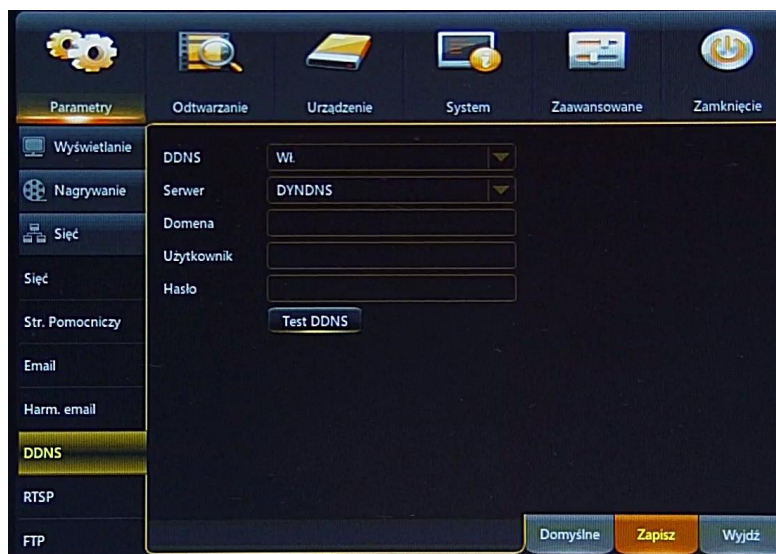 Parametry
Odtwarzanie
Urządzenie
System
Zaawansowane
Zamknięcie
Wyświetlanie
Nagrywanie
Sieć
Sieć
Str. Pomocniczy
Email
Harm. email
DDNS
RTSP
FTP
DDNS
Wł.
Serwer
DYNDNS
Domena
Użytkownik
Hasło
Test DDNS
Domyślne
Zapisz
Wyjdź